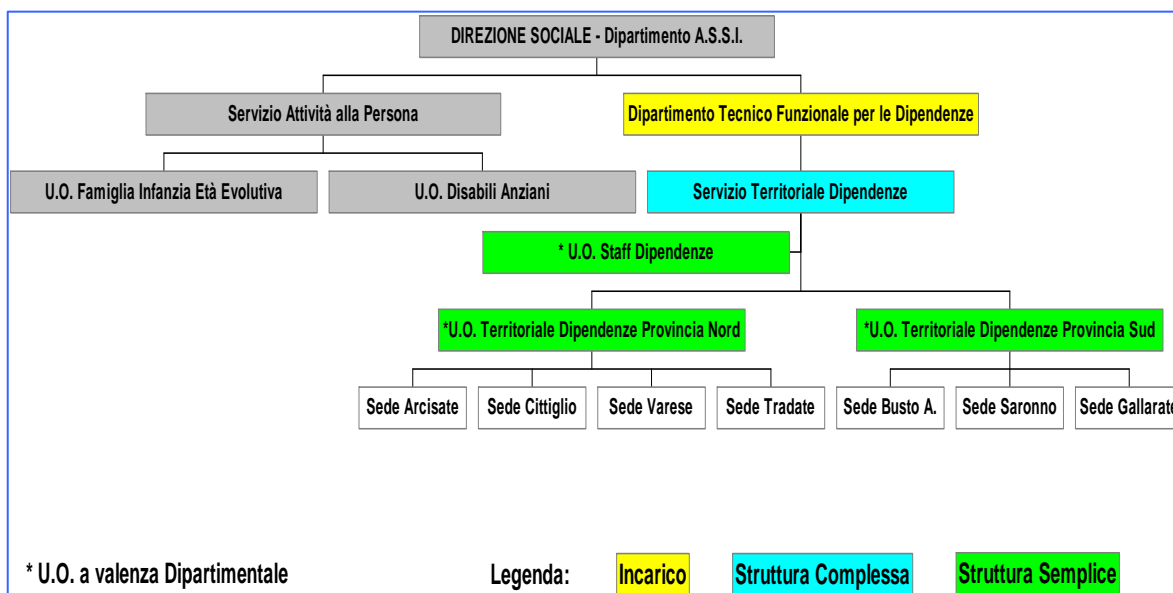 DIREZIONE SOCIALE - Dipartimento A.S.S.I.
Servizio Attività alla Persona
Dipartimento Tecnico Funzionale per le Dipendenze
U.O. Famiglia Infanzia Età Evolutiva
U.O. Disabili Anziani
Servizio Territoriale Dipendenze
* U.O. Staff Dipendenze
*U.O. Territoriale Dipendenze Provincia Nord
*U.O. Territoriale Dipendenze Provincia Sud
Sede Arcisate
Sede Cittiglio
Sede Varese
Sede Tradate
Sede Busto A.
Sede Saronno
Sede Gallarate
* U.O. a valenza Dipartimentale
Legenda:
Incarico
Struttura Complessa
Struttura Semplice